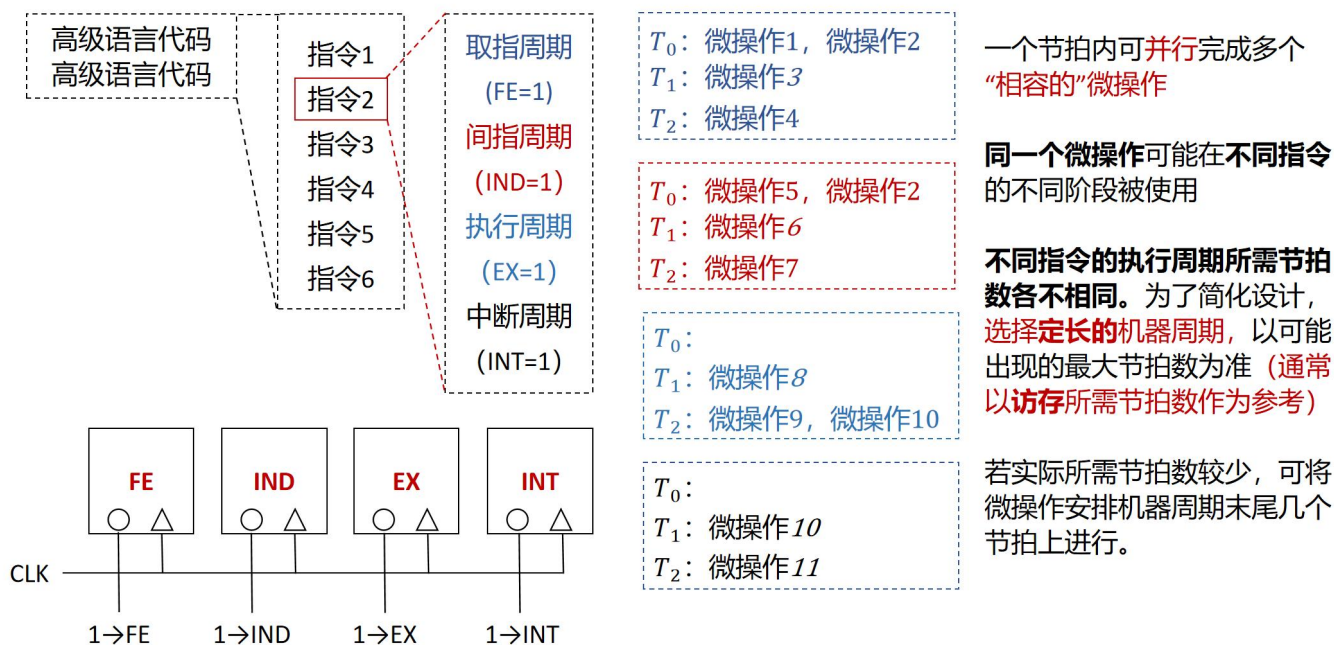 高级语言代码
高级语言代码
指令1
指令2
指令3
指令4
指令5
指令6
取指周期
(FE=1)
间指周期
(IND=1)
执行周期
(EX=1)
中断周期
(INT=1)
T₀：微操作1，微操作2
T₁：微操作3
T₂：微操作4
T₀：微操作5，微操作2
T₁：微操作6
T₂：微操作7
T₀：
T₁：微操作8
T₂：微操作9，微操作10
T₀：
T₁：微操作10
T₂：微操作11
一个节拍内可并行完成多个
“相容的”微操作
同一个微操作可能在不同指令
的不同阶段被使用
不同指令的执行周期所需节拍
数各不相同。为了简化设计，
选择定长的机器周期，以可能
出现的最大节拍数为准（通常
以访存所需节拍数作为参考）
若实际所需节拍数较少，可将
微操作安排机器周期末尾几个
节拍上进行。
FE
IND
EX
INT
CLK
1→FE
1→IND
1→EX
1→INT